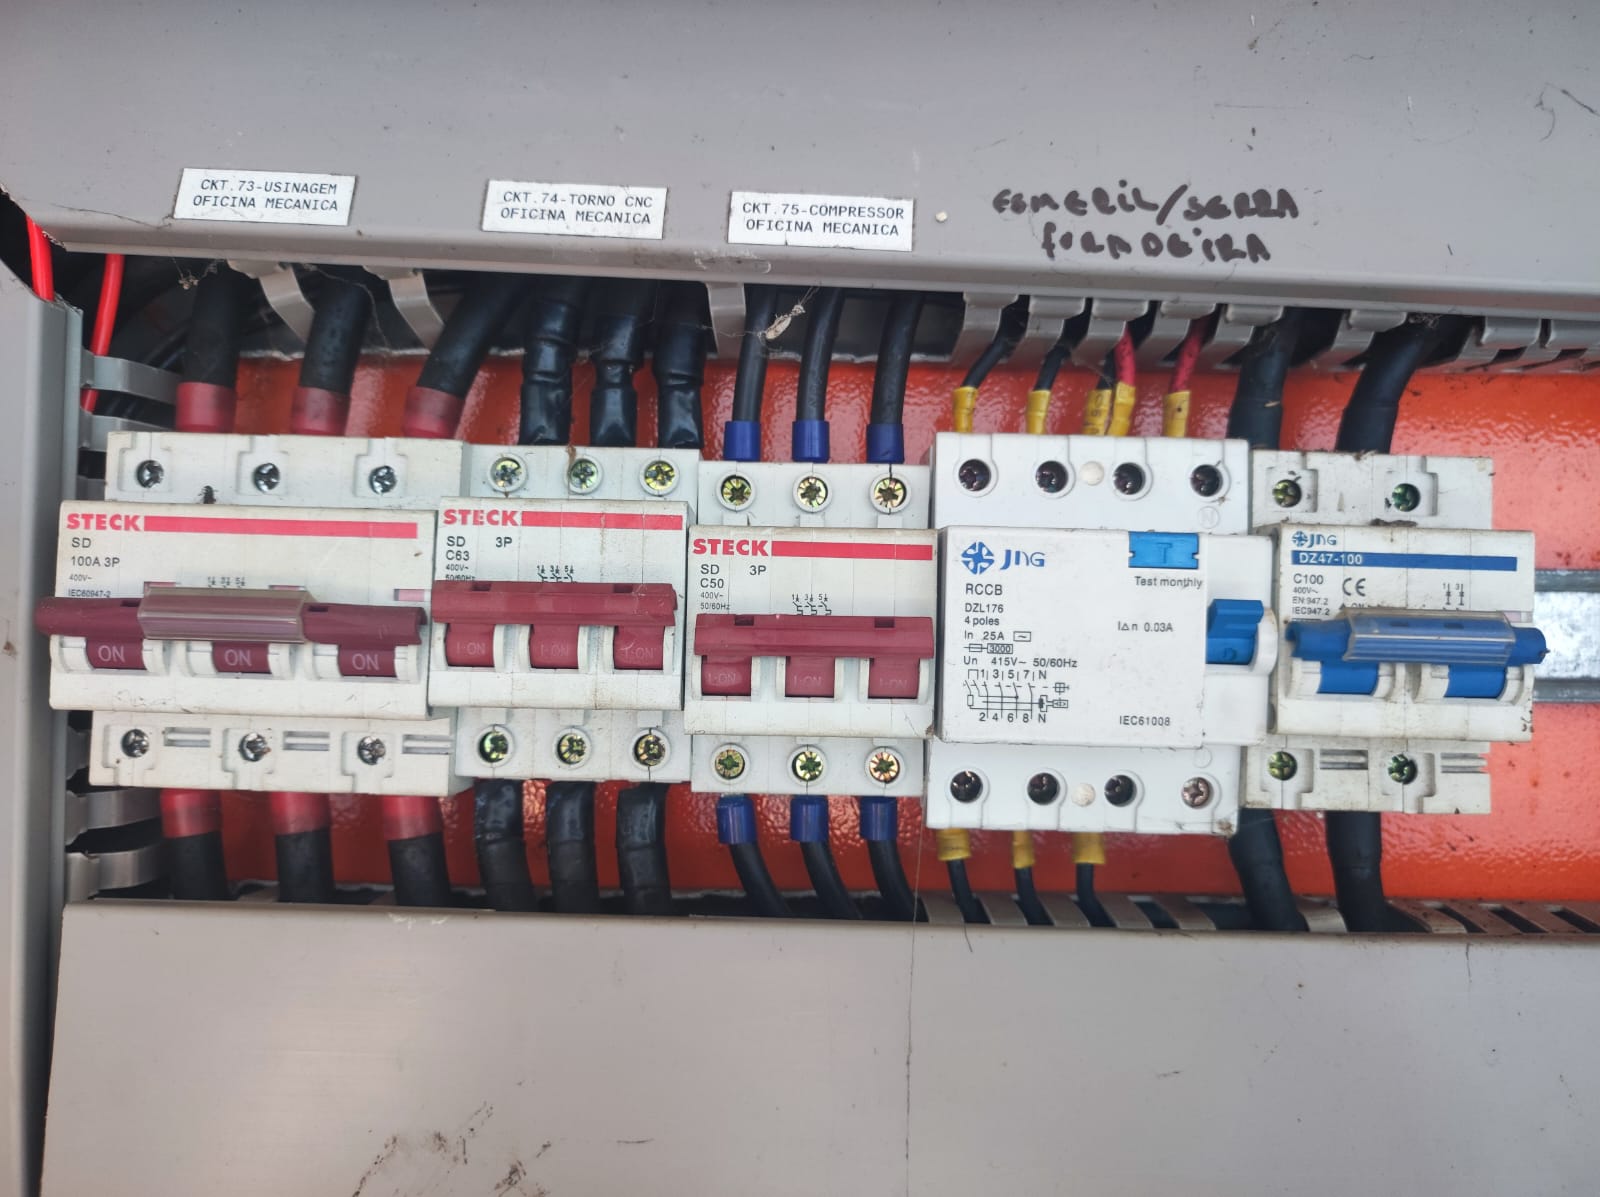 CKT.73-USINAGEM
OFICINA MECANICA
CKT.74-TORNO CNC
OFICINA MECANICA
CKT.75-COMPRESSOR
OFICINA MECANICA
ESMERIL/SERRA
FURADEIRA
STECK
SD
100A 3P
400V~
IEC60947-2
ON
ON
ON
STECK
SD 3P
C63
400V~
50/60Hz
I-ON
I-ON
I-ON
STECK
SD 3P
C50
400V~
50/60Hz
I-ON
I-ON
I-ON
JNG
T
Test monthly
RCCB
DZL176
4 poles
I∆n 0.03A
In 25A
3000
Un 415V~ 50/60Hz
1 3 5 7 N
2 4 6 8 N
IEC61008
N
JNG
DZ47-100
C100 CE
400V~
EN 947.2
IEC947.2